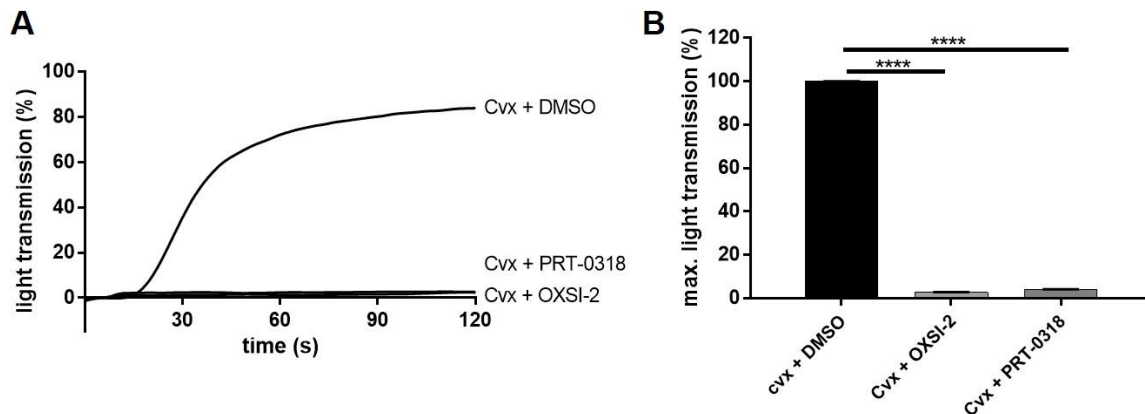 A
light transmission (%)
100
80
60
40
20
0
30
60
90
120
time (s)
Cvx + DMSO
Cvx + PRT-0318
Cvx + OXSI-2
B
max. light transmission (%)
120
100
80
60
40
20
0
****
****
cvx + DMSO
Cvx + OXSI-2
Cvx + PRT-0318